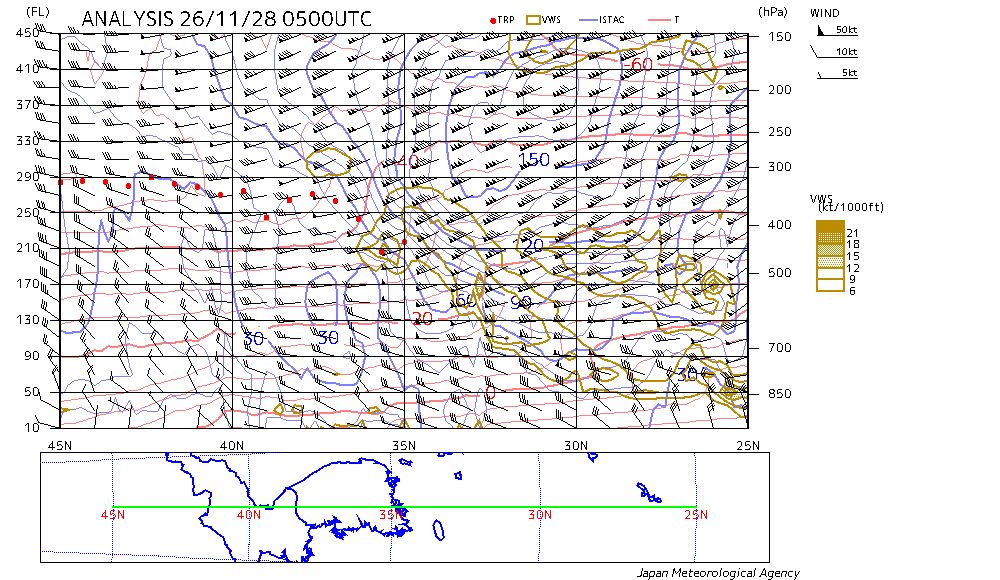 (FL) ANALYSIS 26/11/28 0500UTC TRP VWS ISTAC T (hPa) WIND
450 150 50kt
410 -60 10kt
5kt
370 200
330 250
150
290 300
250 400 VWS
(kt/1000ft)
210 120 21
18
170 500 15
60 90 12
130 -20 9
30 30 6
90 700
30
50 0 850
10
45N 40N 35N 30N 25N
45N 40N 35N 30N 25N
Japan Meteorological Agency